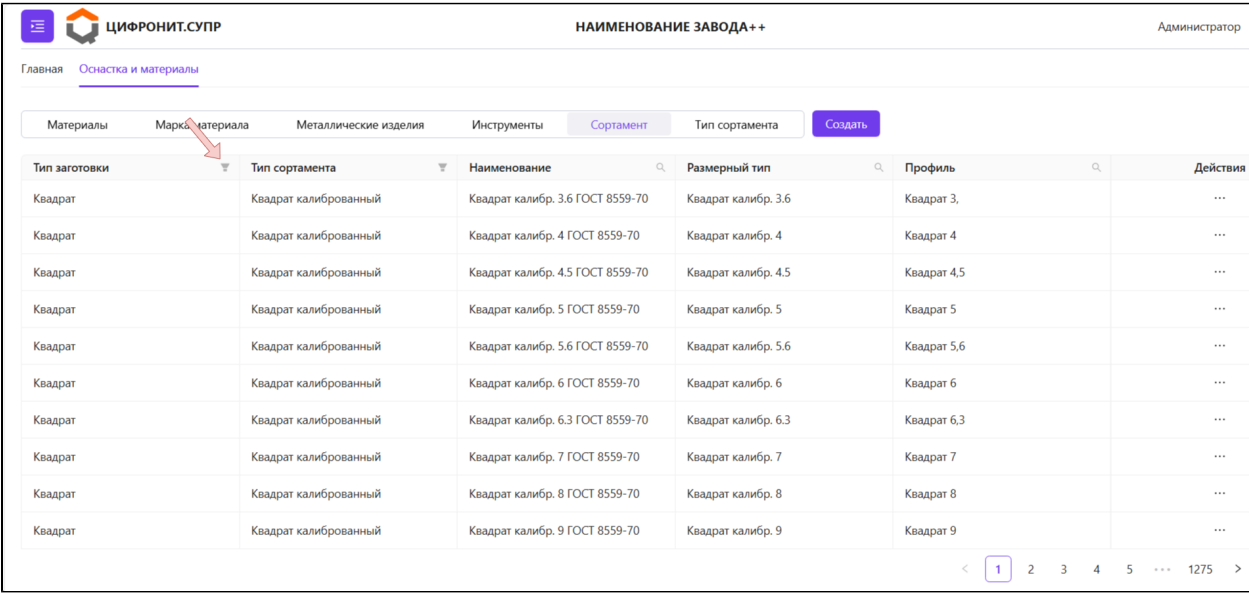 ЦИФРОНИТ.СУПР НАИМЕНОВАНИЕ ЗАВОДА++ Администратор
Главная Оснастка и материалы
Материалы Марка материала Металлические изделия Инструменты Сортамент Тип сортамента Создать
Тип заготовки Тип сортамента Наименование Размерный тип Профиль Действия
Квадрат Квадрат калиброванный Квадрат калибр. 3.6 ГОСТ 8559-70 Квадрат калибр. 3.6 Квадрат 3, ...
Квадрат Квадрат калиброванный Квадрат калибр. 4 ГОСТ 8559-70 Квадрат калибр. 4 Квадрат 4 ...
Квадрат Квадрат калиброванный Квадрат калибр. 4.5 ГОСТ 8559-70 Квадрат калибр. 4.5 Квадрат 4,5 ...
Квадрат Квадрат калиброванный Квадрат калибр. 5 ГОСТ 8559-70 Квадрат калибр. 5 Квадрат 5 ...
Квадрат Квадрат калиброванный Квадрат калибр. 5.6 ГОСТ 8559-70 Квадрат калибр. 5.6 Квадрат 5,6 ...
Квадрат Квадрат калиброванный Квадрат калибр. 6 ГОСТ 8559-70 Квадрат калибр. 6 Квадрат 6 ...
Квадрат Квадрат калиброванный Квадрат калибр. 6.3 ГОСТ 8559-70 Квадрат калибр. 6.3 Квадрат 6,3 ...
Квадрат Квадрат калиброванный Квадрат калибр. 7 ГОСТ 8559-70 Квадрат калибр. 7 Квадрат 7 ...
Квадрат Квадрат калиброванный Квадрат калибр. 8 ГОСТ 8559-70 Квадрат калибр. 8 Квадрат 8 ...
Квадрат Квадрат калиброванный Квадрат калибр. 9 ГОСТ 8559-70 Квадрат калибр. 9 Квадрат 9 ...
< 1 2 3 4 5 ••• 1275 >